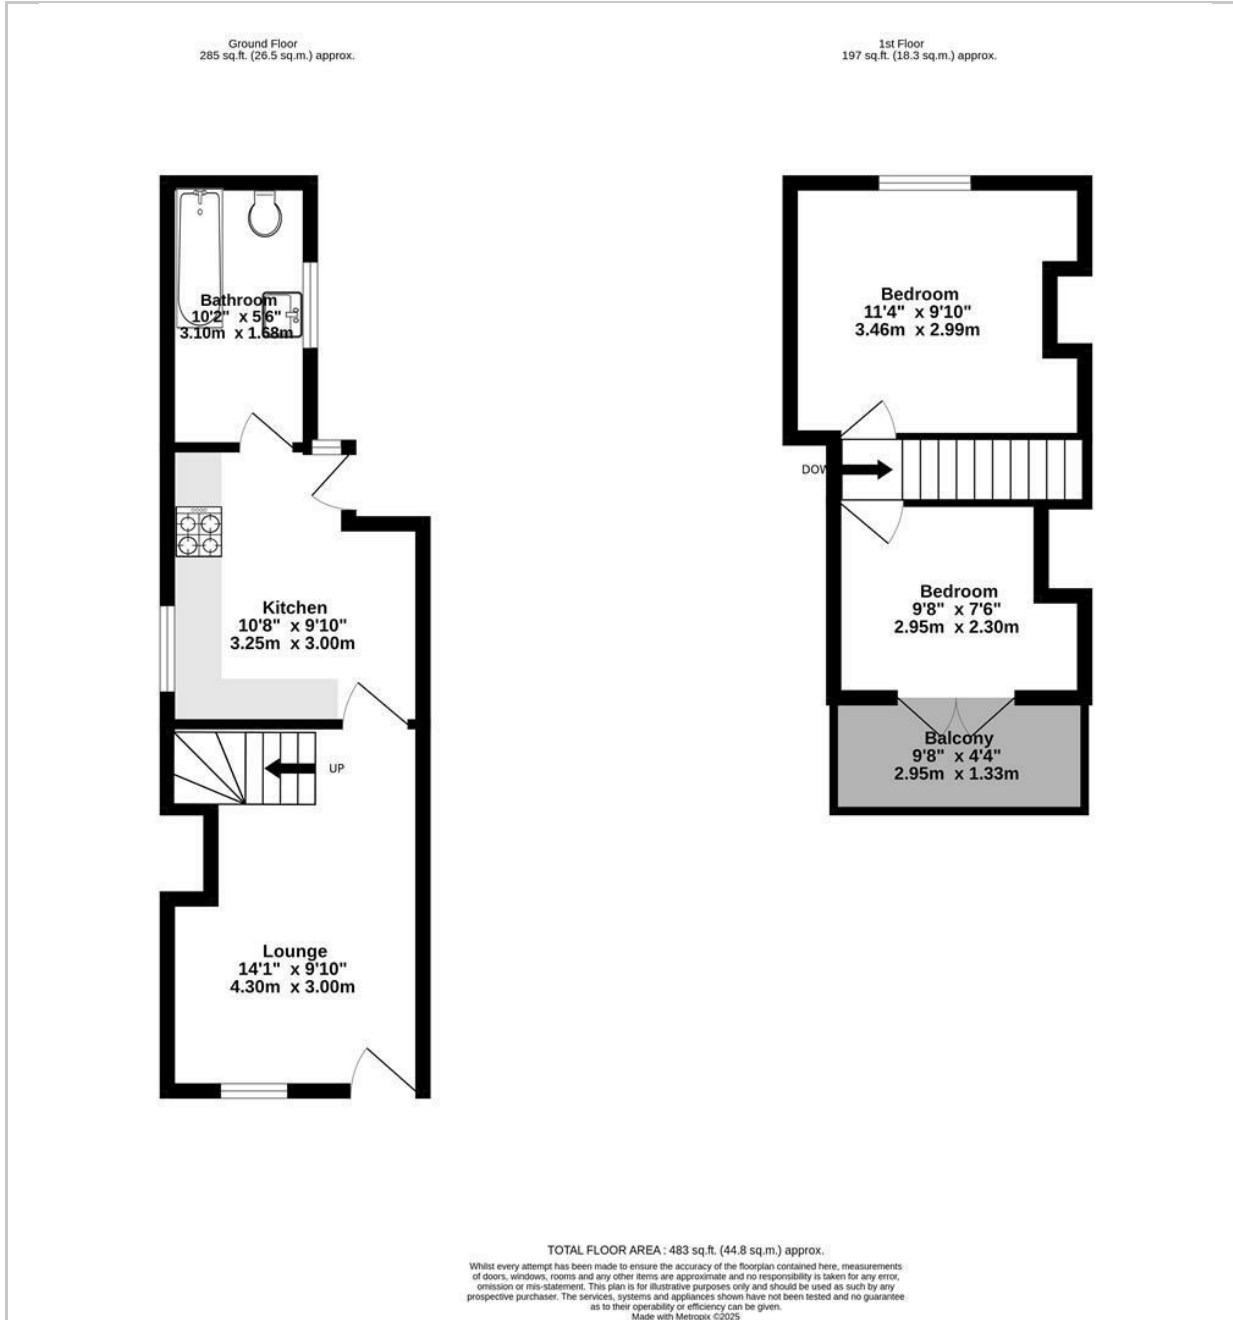 Ground Floor
285 sq.ft. (26.5 sq.m.) approx.
1st Floor
197 sq.ft. (18.3 sq.m.) approx.
Bathroom
10'2" x 5'6"
3.10m x 1.68m
Kitchen
10'8" x 9'10"
3.25m x 3.00m
UP
Lounge
14'1" x 9'10"
4.30m x 3.00m
Bedroom
11'4" x 9'10"
3.46m x 2.99m
DOW
Bedroom
9'8" x 7'6"
2.95m x 2.30m
Balcony
9'8" x 4'4"
2.95m x 1.33m
TOTAL FLOOR AREA : 483 sq.ft. (44.8 sq.m.) approx.
Whilst every attempt has been made to ensure the accuracy of the floorplan contained here, measurements
of doors, windows, rooms and any other items are approximate and no responsibility is taken for any error,
omission or mis-statement. This plan is for illustrative purposes only and should be used as such by any
prospective purchaser. The services, systems and appliances shown have not been tested and no guarantee
as to their operability or efficiency can be given.
Made with Metropix ©2025